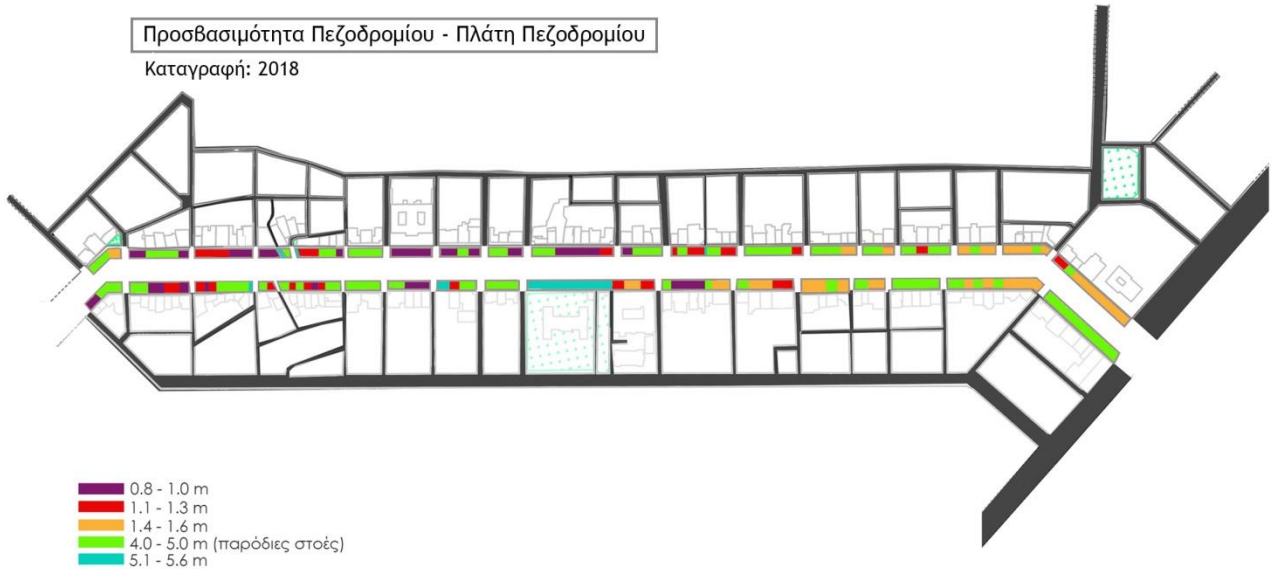 Προσβασιμότητα Πεζοδρομίου - Πλάτη Πεζοδρομίου
Καταγραφή: 2018
0.8 - 1.0 m
1.1 - 1.3 m
1.4 - 1.6 m
4.0 - 5.0 m (παρόδιες στοές)
5.1 - 5.6 m